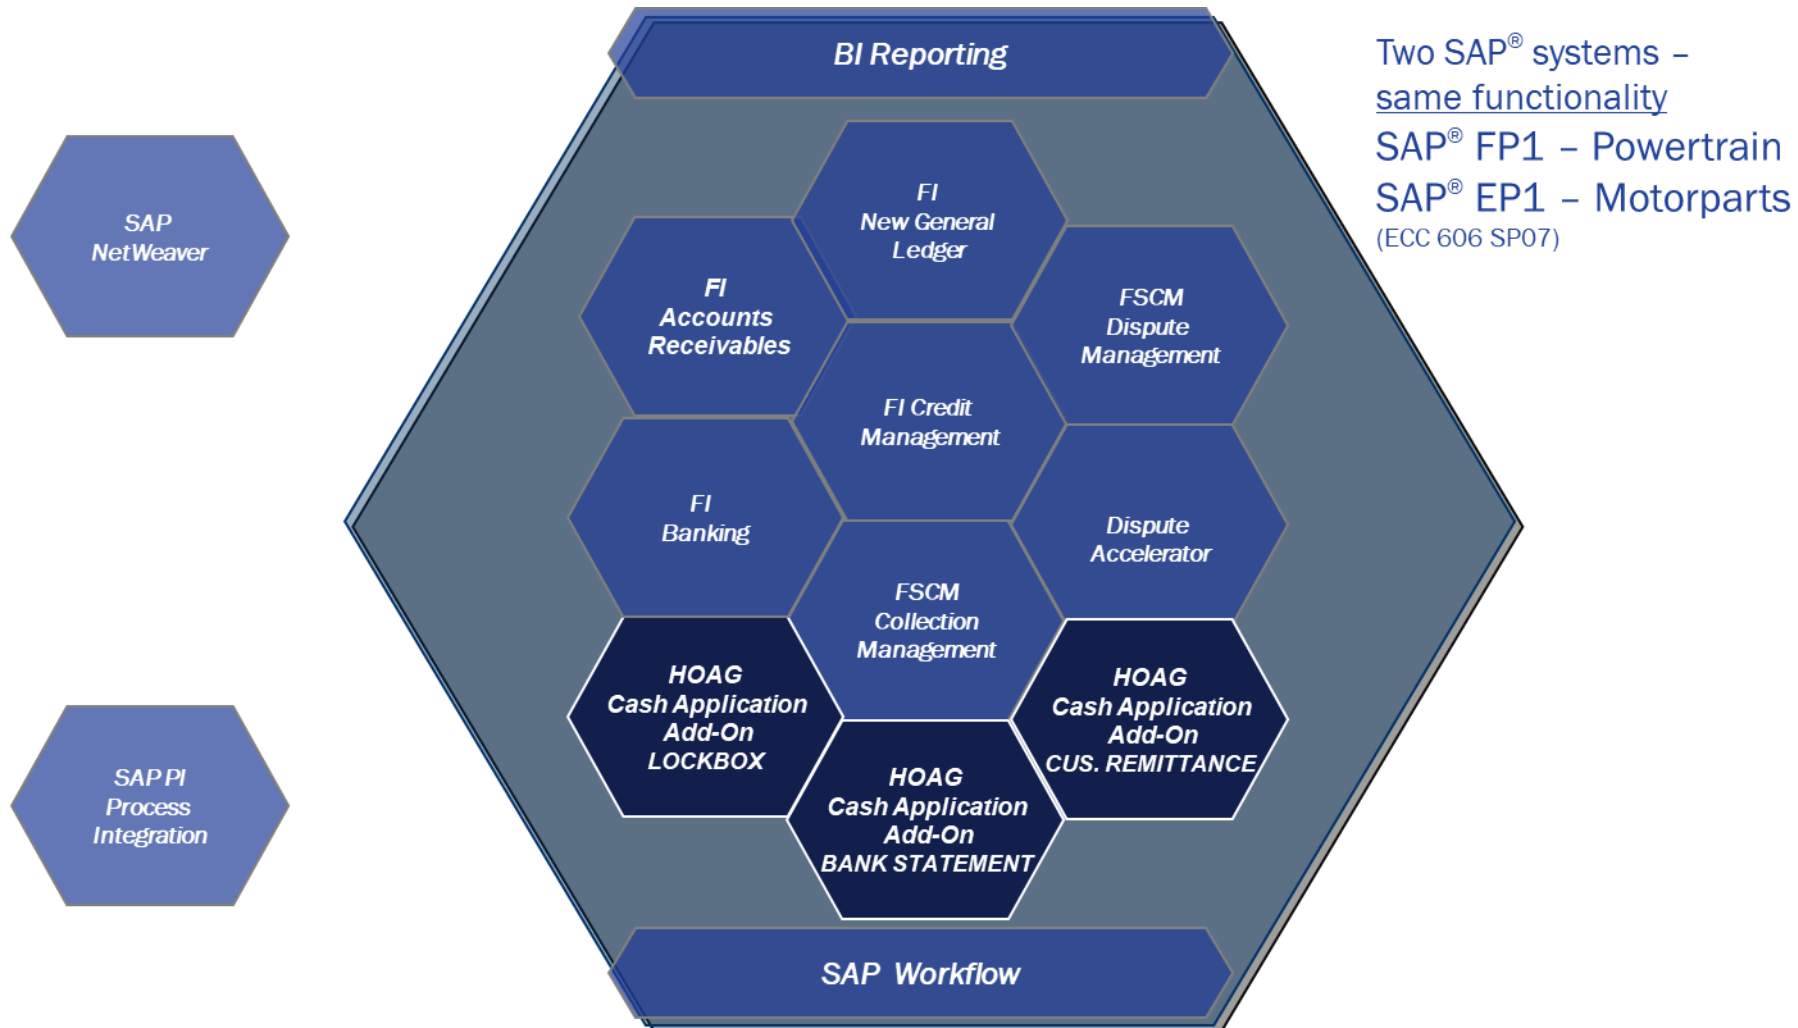 BI Reporting
Two SAP® systems –
same functionality
SAP® FP1 – Powertrain
SAP® EP1 – Motorparts
(ECC 606 SP07)
SAP
NetWeaver
FI
New General
Ledger
FI
Accounts
Receivables
FSCM
Dispute
Management
FI Credit
Management
FI
Banking
Dispute
Accelerator
FSCM
Collection
Management
HOAG
Cash Application
Add-On
LOCKBOX
HOAG
Cash Application
Add-On
CUS. REMITTANCE
HOAG
Cash Application
Add-On
BANK STATEMENT
SAP PI
Process
Integration
SAP Workflow